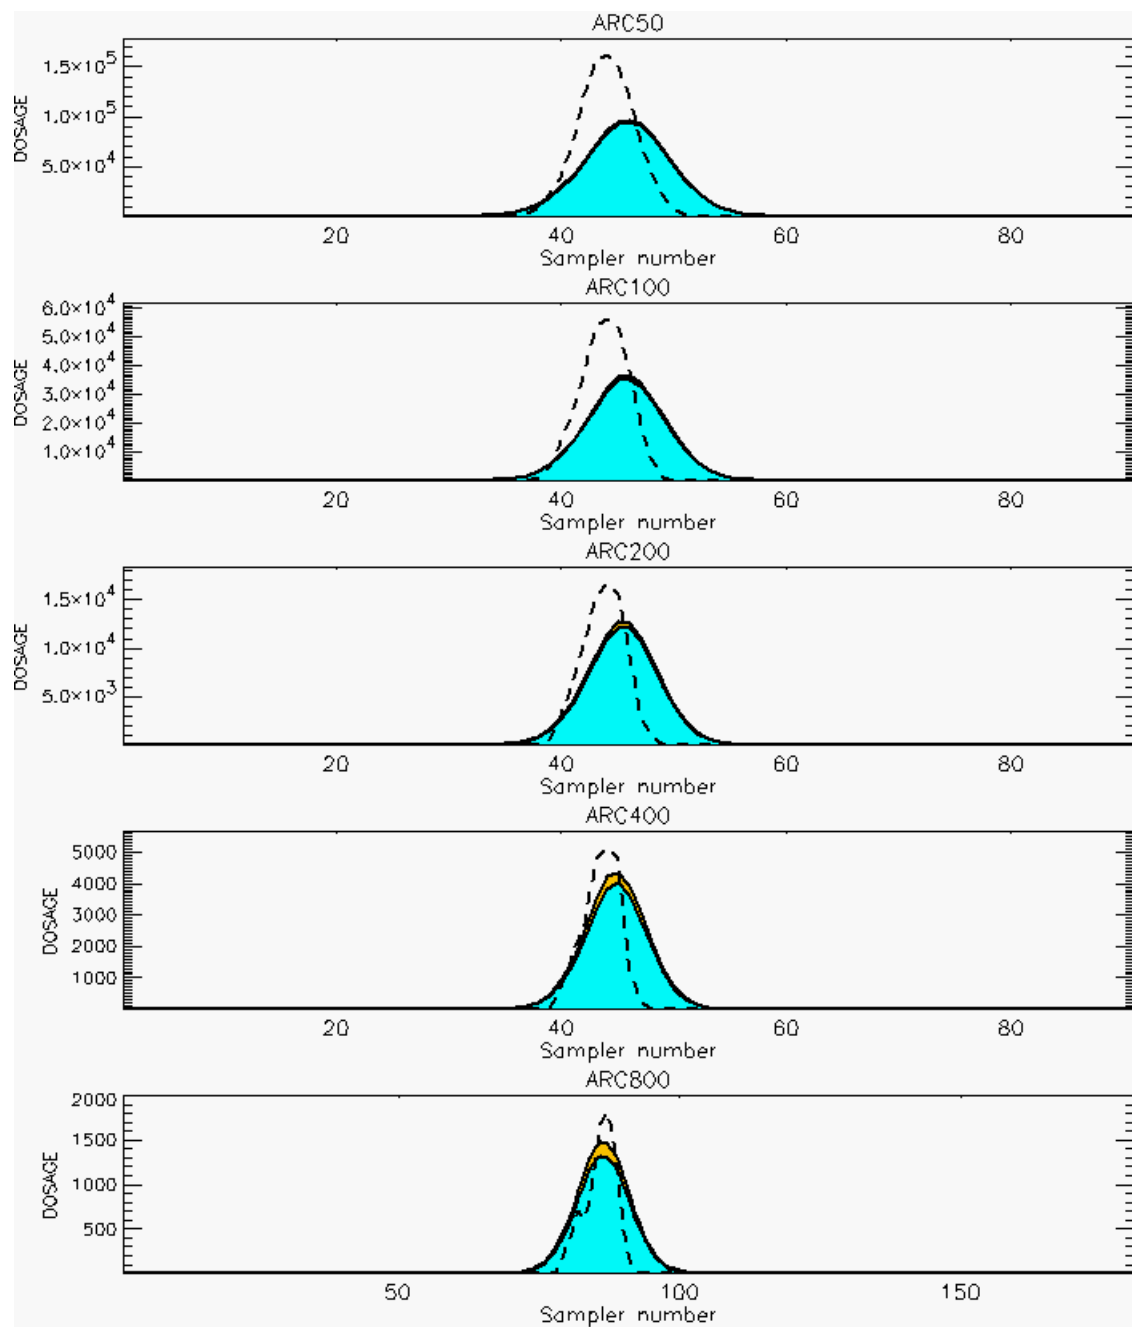 ARC50
1.5×10^5
1.0×10^5
5.0×10^4
DOSAGE
20 40 60 80
Sampler number
ARC100
6.0×10^4
5.0×10^4
4.0×10^4
3.0×10^4
2.0×10^4
1.0×10^4
DOSAGE
20 40 60 80
Sampler number
ARC200
1.5×10^4
1.0×10^4
5.0×10^3
DOSAGE
20 40 60 80
Sampler number
ARC400
5000
4000
3000
2000
1000
DOSAGE
20 40 60 80
Sampler number
ARC800
2000
1500
1000
500
DOSAGE
50 100 150
Sampler number